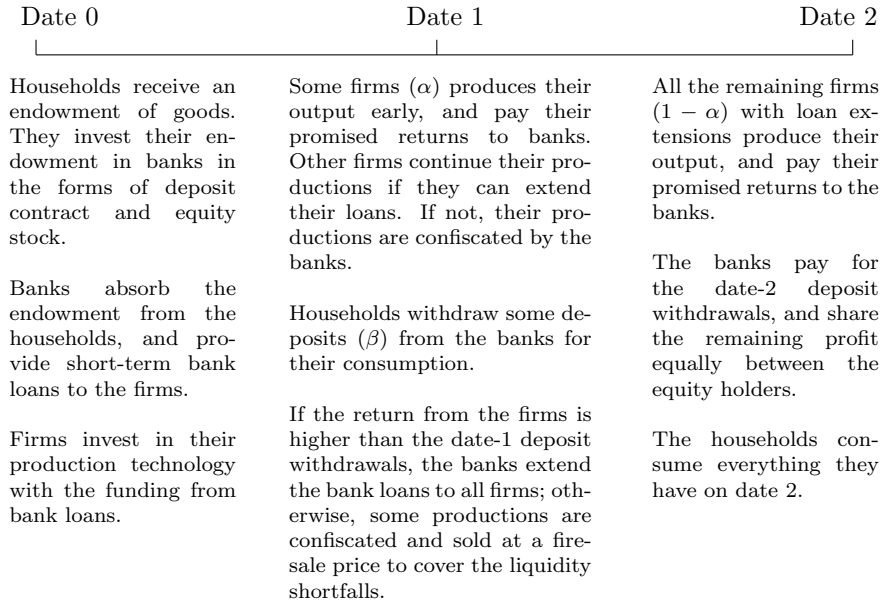 Date 0
Date 1
Date 2
Households receive an
endowment of goods.
They invest their en-
dowment in banks in
the forms of deposit
contract and equity
stock.
Banks absorb the
endowment from the
households, and pro-
vide short-term bank
loans to the firms.
Firms invest in their
production technology
with the funding from
bank loans.
Some firms (α) produces their
output early, and pay their
promised returns to banks.
Other firms continue their pro-
ductions if they can extend
their loans. If not, their pro-
ductions are confiscated by the
banks.
Households withdraw some de-
posits (β) from the banks for
their consumption.
If the return from the firms is
higher than the date-1 deposit
withdrawals, the banks extend
the bank loans to all firms; oth-
erwise, some productions are
confiscated and sold at a fire-
sale price to cover the liquidity
shortfalls.
All the remaining firms
(1 − α) with loan ex-
tensions produce their
output, and pay their
promised returns to the
banks.
The banks pay for
the date-2 deposit
withdrawals, and share
the remaining profit
equally between the
equity holders.
The households con-
sume everything they
have on date 2.